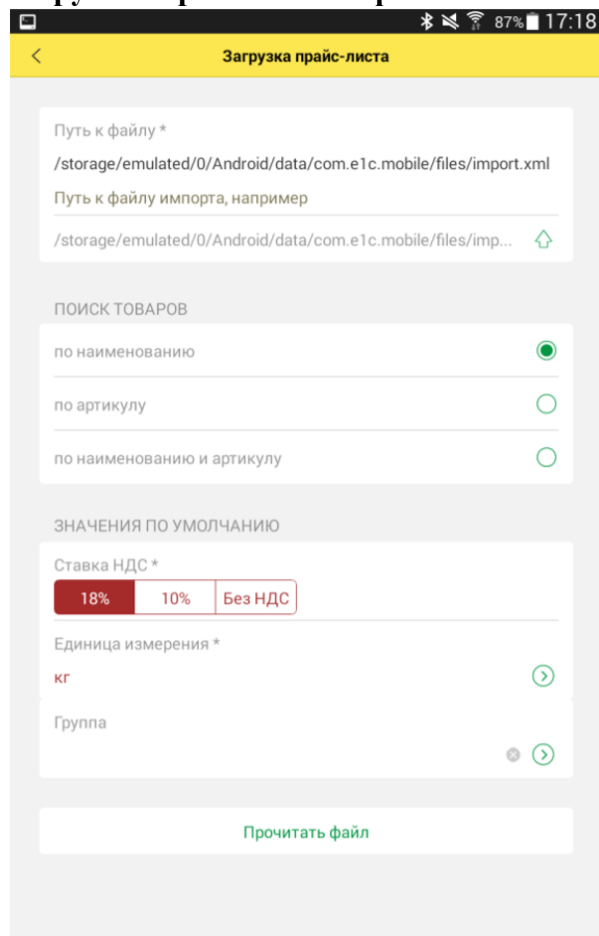 87% 17:18
Загрузка прайс-листа
Путь к файлу *
/storage/emulated/0/Android/data/com.e1c.mobile/files/import.xml
Путь к файлу импорта, например
/storage/emulated/0/Android/data/com.e1c.mobile/files/imp...
ПОИСК ТОВАРОВ
по наименованию
по артикулу
по наименованию и артикулу
ЗНАЧЕНИЯ ПО УМОЛЧАНИЮ
Ставка НДС *
18% 10% Без НДС
Единица измерения *
кг
Группа
Прочитать файл